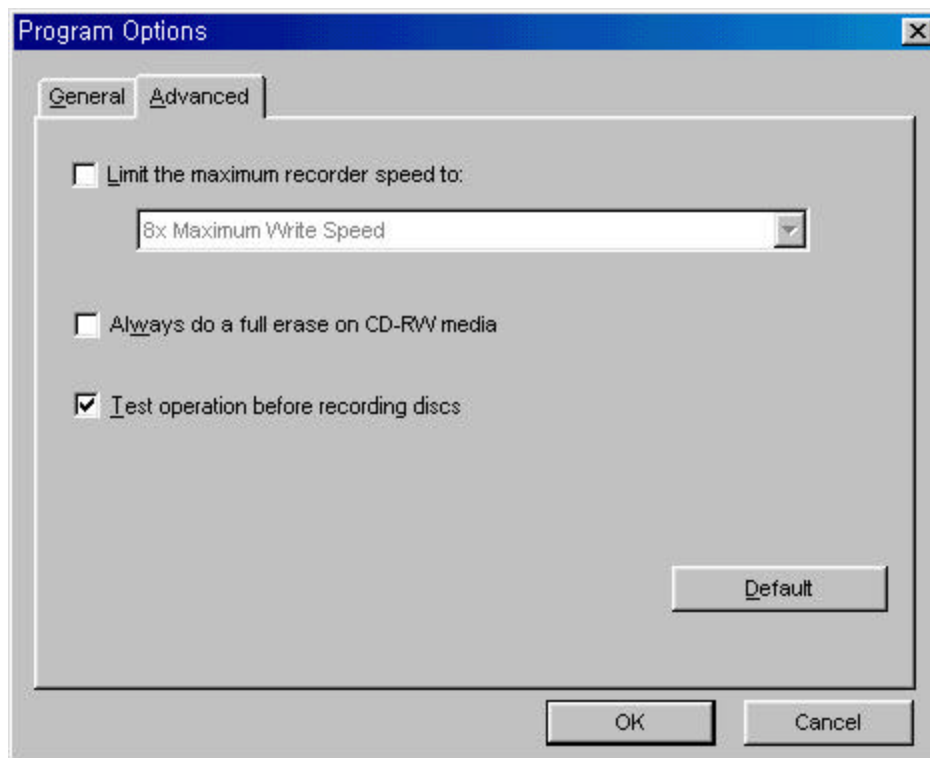 Program Options
General Advanced
Limit the maximum recorder speed to:
8x Maximum Write Speed
Always do a full erase on CD-RW media
Test operation before recording discs
Default
OK Cancel